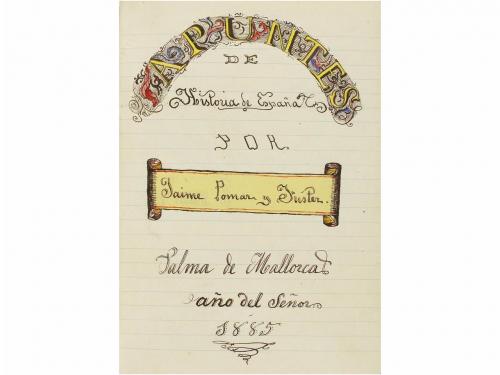 APUNTES
DE
Historia de España
POR
Jaime Pomar y Fuster.
Palma de Mallorca
año del Señor
1885